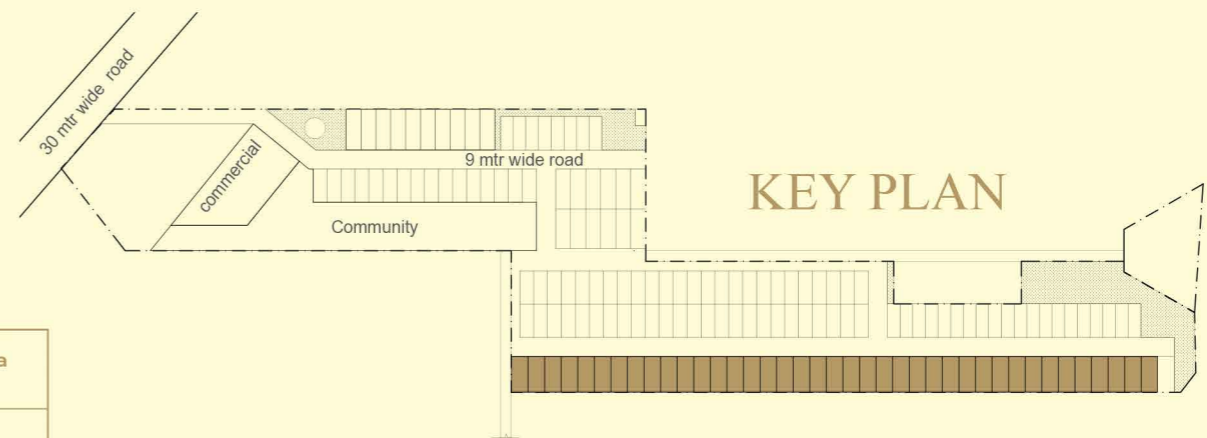 30 mtr wide road
commercial
9 mtr wide road
KEY PLAN
Community
a